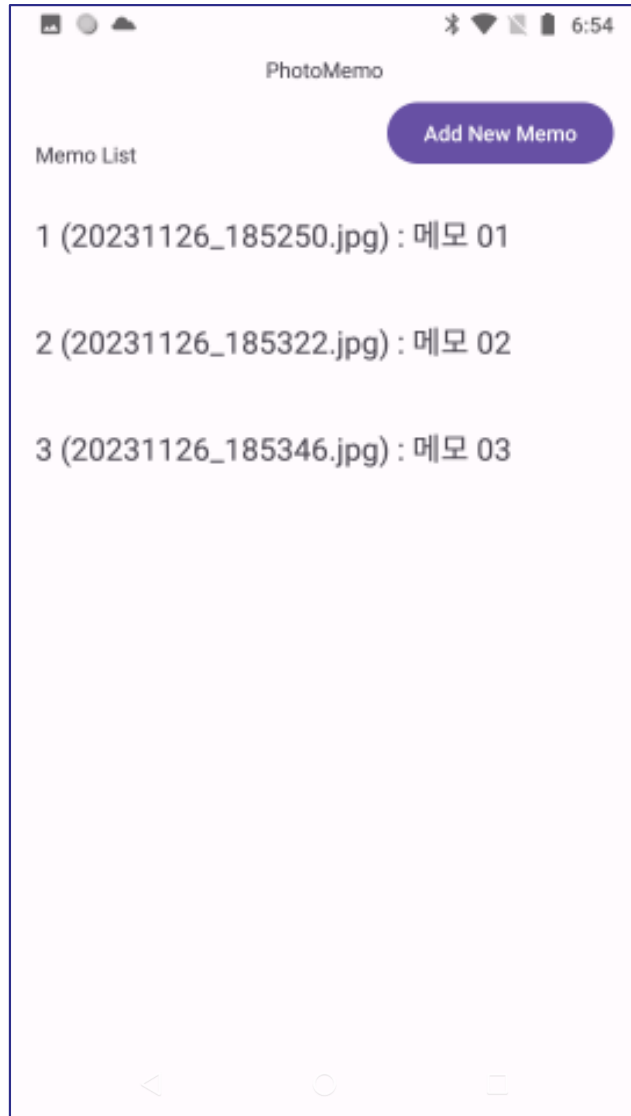 6:54
PhotoMemo
Add New Memo
Memo List
1 (20231126_185250.jpg) : 메모 01
2 (20231126_185322.jpg) : 메모 02
3 (20231126_185346.jpg) : 메모 03